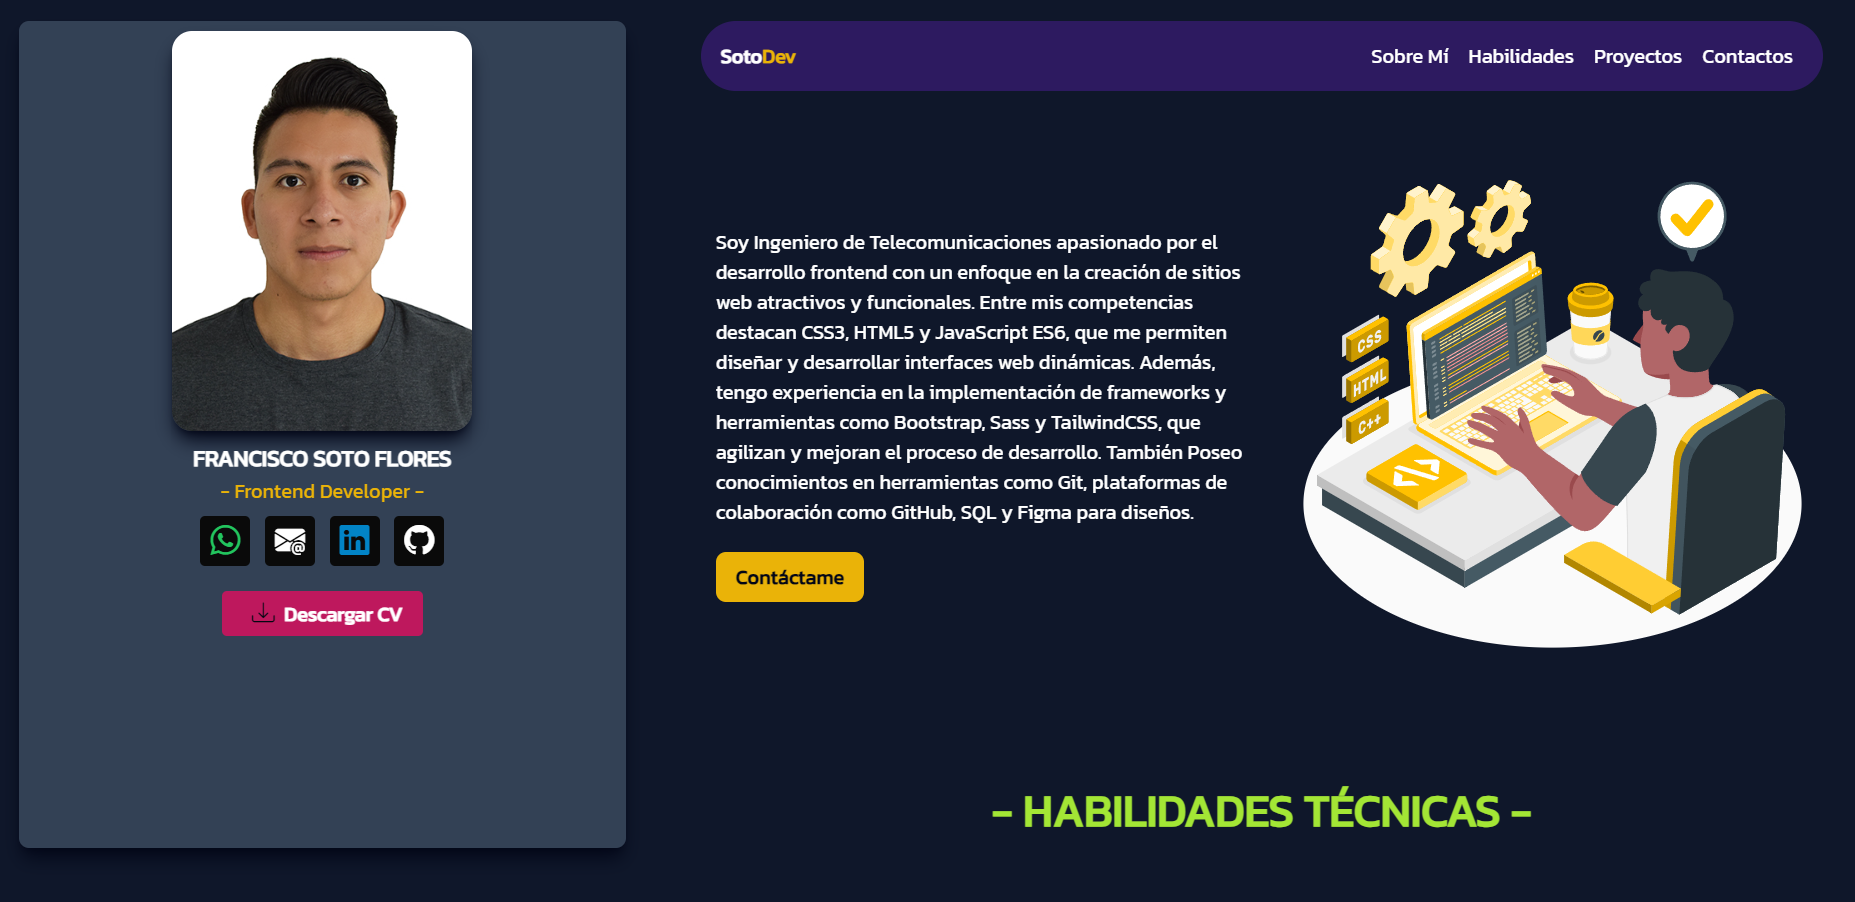 FRANCISCO SOTO FLORES
- Frontend Developer -
Descargar CV
SotoDev
Sobre Mí Habilidades Proyectos Contactos
Soy Ingeniero de Telecomunicaciones apasionado por el
desarrollo frontend con un enfoque en la creación de sitios
web atractivos y funcionales. Entre mis competencias
destacan CSS3, HTML5 y JavaScript ES6, que me permiten
diseñar y desarrollar interfaces web dinámicas. Además,
tengo experiencia en la implementación de frameworks y
herramientas como Bootstrap, Sass y TailwindCSS, que
agilizan y mejoran el proceso de desarrollo. También Poseo
conocimientos en herramientas como Git, plataformas de
colaboración como GitHub, SQL y Figma para diseños.
Contáctame
CSS
HTML
C++
- HABILIDADES TÉCNICAS -